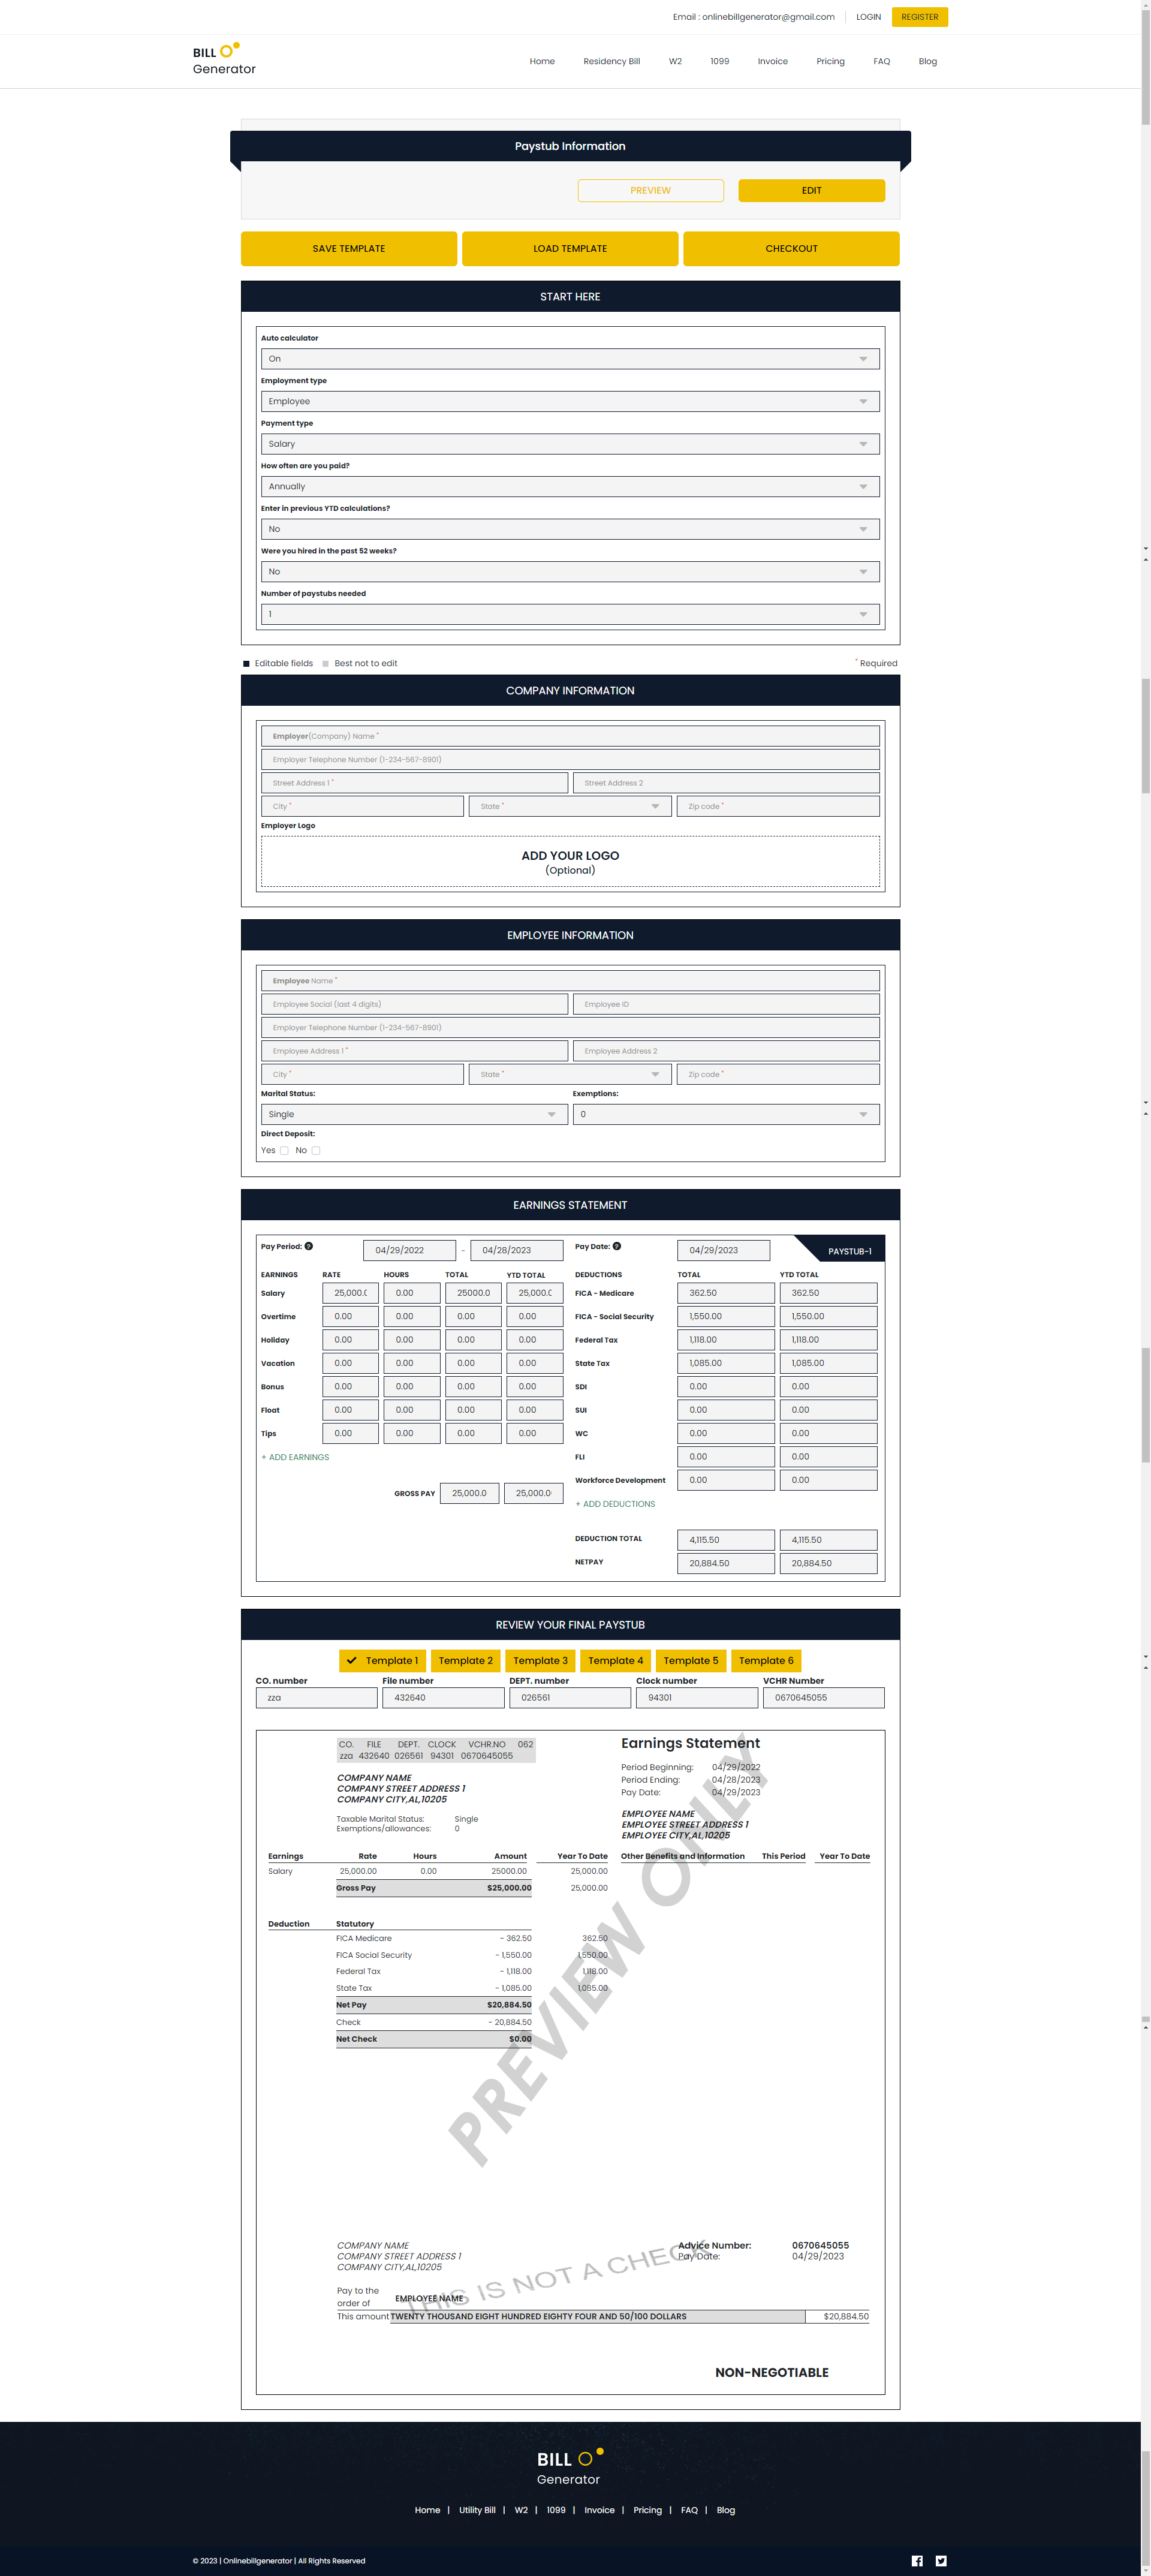 Email : onlinebillgenerator@gmail.com LOGIN REGISTER
BILL
Generator
Home Residency Bill W2 1099 Invoice Pricing FAQ Blog
Paystub Information
PREVIEW EDIT
SAVE TEMPLATE LOAD TEMPLATE CHECKOUT
START HERE
Auto calculator
On
Employment type
Employee
Payment type
Salary
How often are you paid?
Annually
Enter in previous YTD calculations?
No
Were you hired in the past 52 weeks?
No
Number of paystubs needed
1
Editable fields Best not to edit * Required
COMPANY INFORMATION
Employer(Company) Name *
Employer Telephone Number (1-234-567-8901)
Street Address 1 * Street Address 2
City * State * Zip code *
Employer Logo
ADD YOUR LOGO
(Optional)
EMPLOYEE INFORMATION
Employee Name *
Employee Social (last 4 digits) Employee ID
Employer Telephone Number (1-234-567-8901)
Employee Address 1 * Employee Address 2
City * State * Zip code *
Marital Status: Exemptions:
Single 0
Direct Deposit:
Yes No
EARNINGS STATEMENT
Pay Period: ? 04/29/2022 - 04/28/2023 Pay Date: ? 04/29/2023 PAYSTUB-1
EARNINGS RATE HOURS TOTAL YTD TOTAL DEDUCTIONS TOTAL YTD TOTAL
Salary 25,000.0 0.00 25000.0 25,000.0 FICA - Medicare 362.50 362.50
Overtime 0.00 0.00 0.00 0.00 FICA - Social Security 1,550.00 1,550.00
Holiday 0.00 0.00 0.00 0.00 Federal Tax 1,118.00 1,118.00
Vacation 0.00 0.00 0.00 0.00 State Tax 1,085.00 1,085.00
Bonus 0.00 0.00 0.00 0.00 SDI 0.00 0.00
Float 0.00 0.00 0.00 0.00 SUI 0.00 0.00
Tips 0.00 0.00 0.00 0.00 WC 0.00 0.00
+ ADD EARNINGS FLI 0.00 0.00
Workforce Development 0.00 0.00
GROSS PAY 25,000.0 25,000.0
+ ADD DEDUCTIONS
DEDUCTION TOTAL 4,115.50 4,115.50
NETPAY 20,884.50 20,884.50
REVIEW YOUR FINAL PAYSTUB
Template 1 Template 2 Template 3 Template 4 Template 5 Template 6
CO. number File number DEPT. number Clock number VCHR Number
zza 432640 026561 94301 0670645055
CO. FILE DEPT. CLOCK VCHR.NO 062
zza 432640 026561 94301 0670645055
Earnings Statement
Period Beginning: 04/29/2022
Period Ending: 04/28/2023
Pay Date: 04/29/2023
COMPANY NAME
COMPANY STREET ADDRESS 1
COMPANY CITY,AL,10205
Taxable Marital Status: Single
Exemptions/allowances: 0
EMPLOYEE NAME
EMPLOYEE STREET ADDRESS 1
EMPLOYEE CITY,AL,10205
Earnings Rate Hours Amount Year To Date Other Benefits and Information This Period Year To Date
Salary 25,000.00 0.00 25000.00 25,000.00
Gross Pay $25,000.00 25,000.00
Deduction Statutory
FICA Medicare - 362.50 362.50
FICA Social Security - 1,550.00 1,550.00
Federal Tax - 1,118.00 1,118.00
State Tax - 1,085.00 1,085.00
Net Pay $20,884.50
Check - 20,884.50
Net Check $0.00
PREVIEW ONLY
COMPANY NAME
COMPANY STREET ADDRESS 1
COMPANY CITY,AL,10205
Advice Number: 0670645055
Pay Date: 04/29/2023
THIS IS NOT A CHECK
Pay to the
order of EMPLOYEE NAME
This amount TWENTY THOUSAND EIGHT HUNDRED EIGHTY FOUR AND 50/100 DOLLARS $20,884.50
NON-NEGOTIABLE
BILL
Generator
Home | Utility Bill | W2 | 1099 | Invoice | Pricing | FAQ | Blog
© 2023 | Onlinebillgenerator | All Rights Reserved